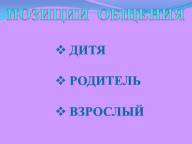 ПОЗИЦИИ ОБЩЕНИЯ
❖ ДИТЯ
❖ РОДИТЕЛЬ
❖ ВЗРОСЛЫЙ